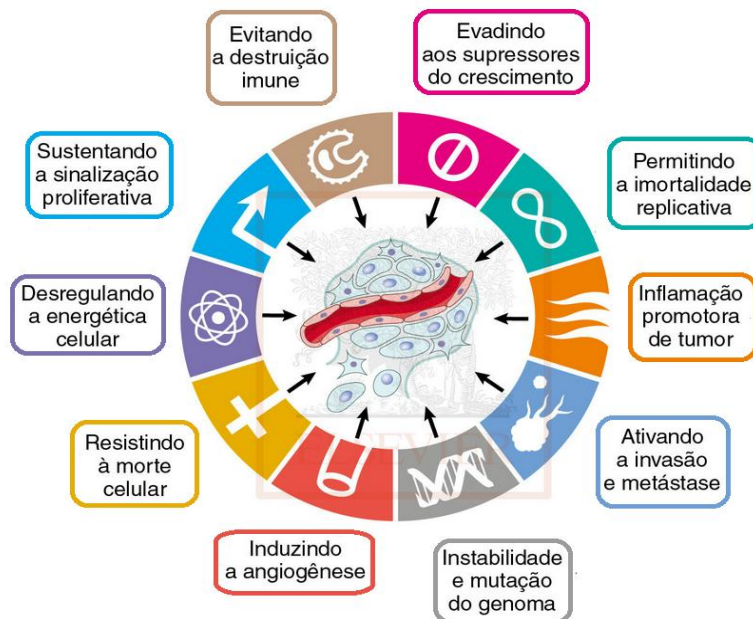 Evitando
a destruição
imune
Evadindo
aos supressores
do crescimento
Sustentando
a sinalização
proliferativa
Permitindo
a imortalidade
replicativa
Desregulando
a energética
celular
Inflamação
promotora
de tumor
Resistindo
à morte
celular
Ativando
a invasão
e metástase
Induzindo
a angiogênese
Instabilidade
e mutação
do genoma
ELSEVIER